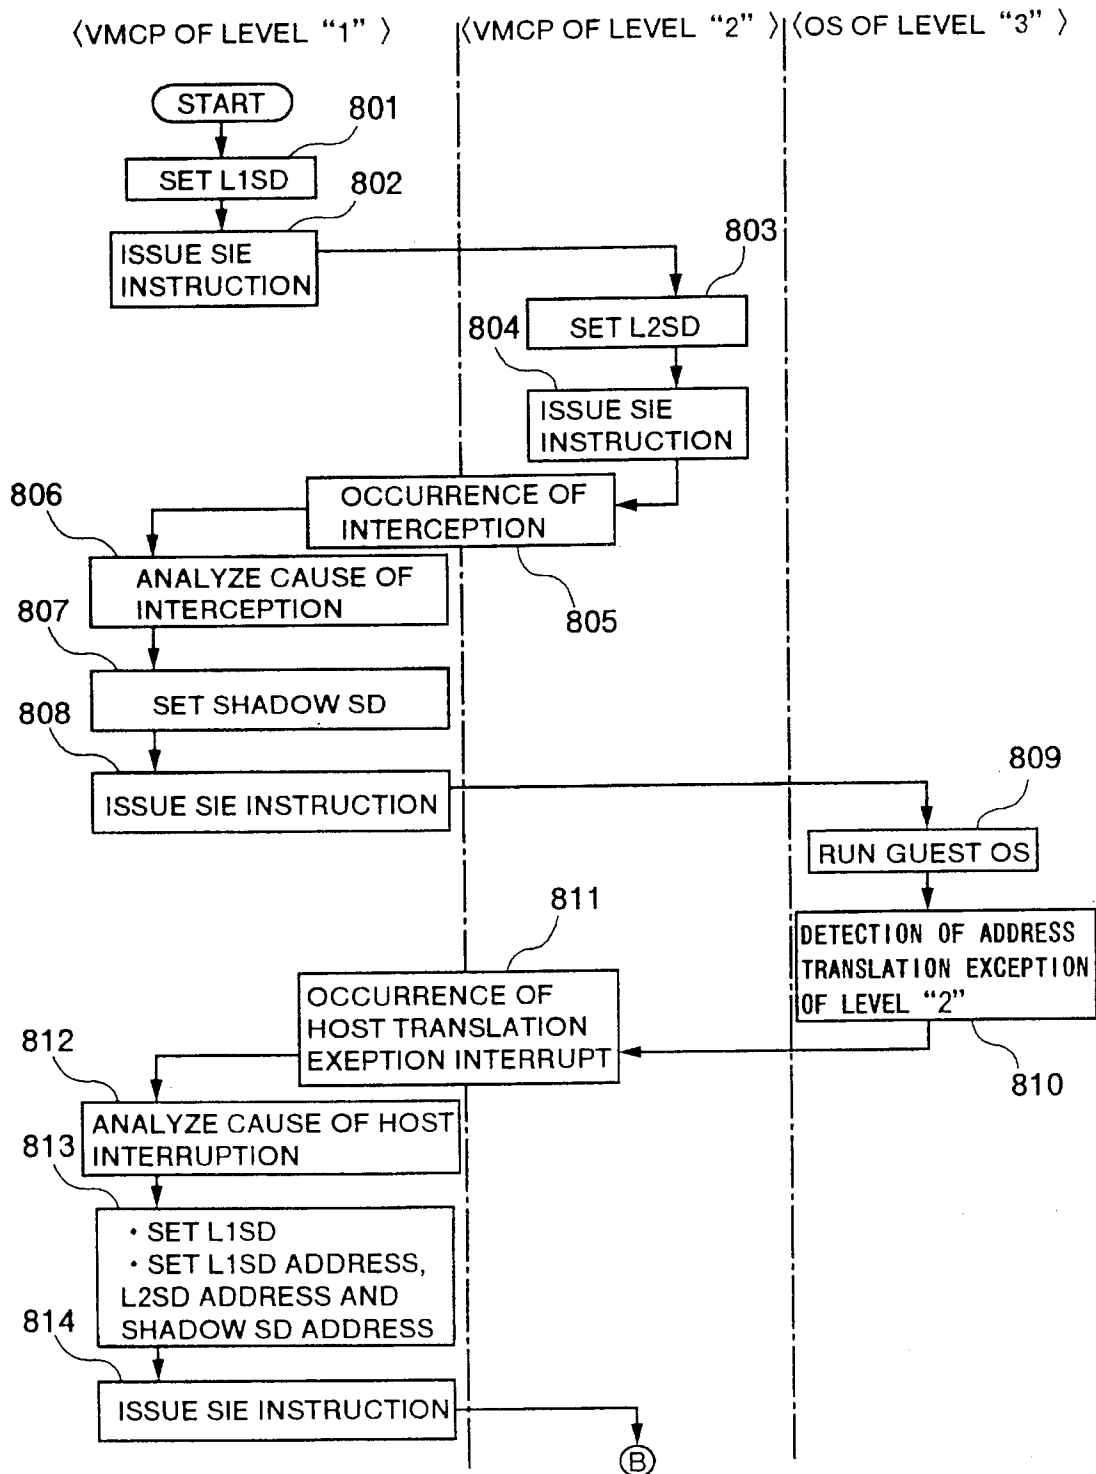 〈VMCP OF LEVEL “1” 〉
〈VMCP OF LEVEL “2” 〉
〈OS OF LEVEL “3” 〉
START
801
SET L1SD
802
ISSUE SIE
INSTRUCTION
803
SET L2SD
804
ISSUE SIE
INSTRUCTION
OCCURRENCE OF
INTERCEPTION
805
806
ANALYZE CAUSE OF
INTERCEPTION
807
SET SHADOW SD
808
ISSUE SIE INSTRUCTION
809
RUN GUEST OS
DETECTION OF ADDRESS
TRANSLATION EXCEPTION
OF LEVEL “2”
810
811
OCCURRENCE OF
HOST TRANSLATION
EXEPTION INTERRUPT
812
ANALYZE CAUSE OF HOST
INTERRUPTION
813
・SET L1SD
・SET L1SD ADDRESS,
L2SD ADDRESS AND
SHADOW SD ADDRESS
814
ISSUE SIE INSTRUCTION
B